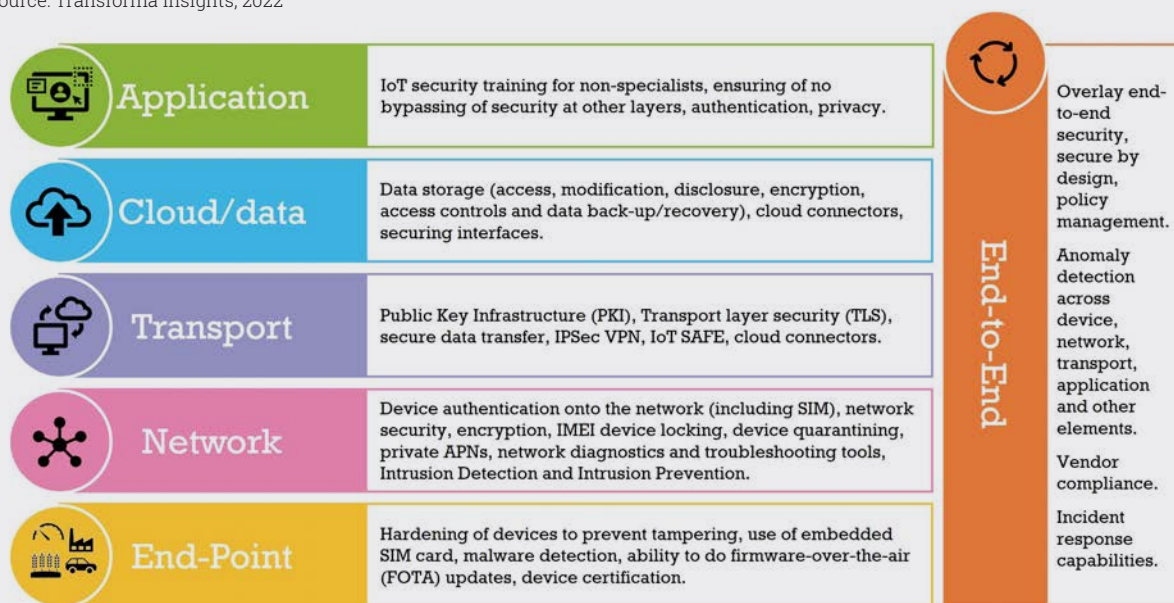 Source: Transforma Insights, 2022
Application
IoT security training for non-specialists, ensuring of no
bypassing of security at other layers, authentication, privacy.
Cloud/data
Data storage (access, modification, disclosure, encryption,
access controls and data back-up/recovery), cloud connectors,
securing interfaces.
Transport
Public Key Infrastructure (PKI), Transport layer security (TLS),
secure data transfer, IPSec VPN, IoT SAFE, cloud connectors.
Network
Device authentication onto the network (including SIM), network
security, encryption, IMEI device locking, device quarantining,
private APNs, network diagnostics and troubleshooting tools,
Intrusion Detection and Intrusion Prevention.
End-Point
Hardening of devices to prevent tampering, use of embedded
SIM card, malware detection, ability to do firmware-over-the-air
(FOTA) updates, device certification.
End-to-End
Overlay end-
to-end
security,
secure by
design,
policy
management.
Anomaly
detection
across
device,
network,
transport,
application
and other
elements.
Vendor
compliance.
Incident
response
capabilities.